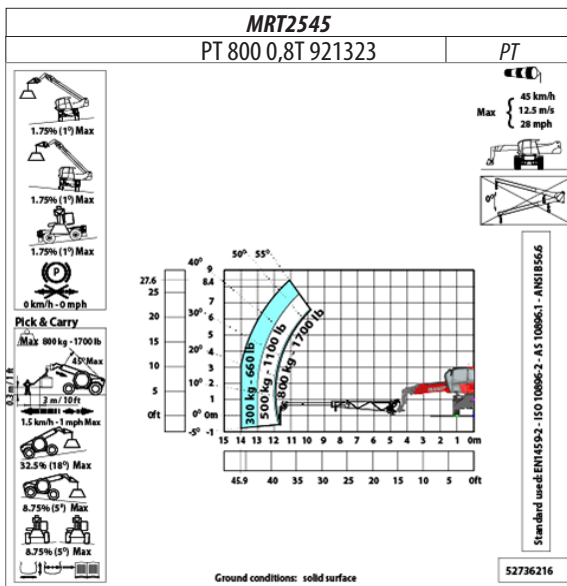 MRT2545
PT 800 0,8T 921323
PT
1.75% (1°) Max
1.75% (1°) Max
1.75% (1°) Max
P
0 km/h - 0 mph
Pick & Carry
Max 800 kg - 1700 lb
45° Max
0.3 m / 1 ft
3 m / 10 ft
1.5 km/h - 1 mph Max
32.5% (18°) Max
8.75% (5°) Max
8.75% (5°) Max
Max
45 km/h
12.5 m/s
28 mph
0°
40° 50° 55°
30°
20°
10°
0°
-5°
27.6
25
20
15
10
5
0ft
9
8.4
7
6
5
4
3
2
1
0m
-1
300 kg - 660 lb
500 kg - 1100 lb
800 kg - 1700 lb
15 14 13 12 11 10 9 8 7 6 5 4 3 2 1 0m
45.9 40 35 30 25 20 15 10 5 0ft
Standard used: EN1459-2 - ISO 10896-2 - AS 10896.1 - ANSI B56.6
Ground conditions: solid surface
52736216